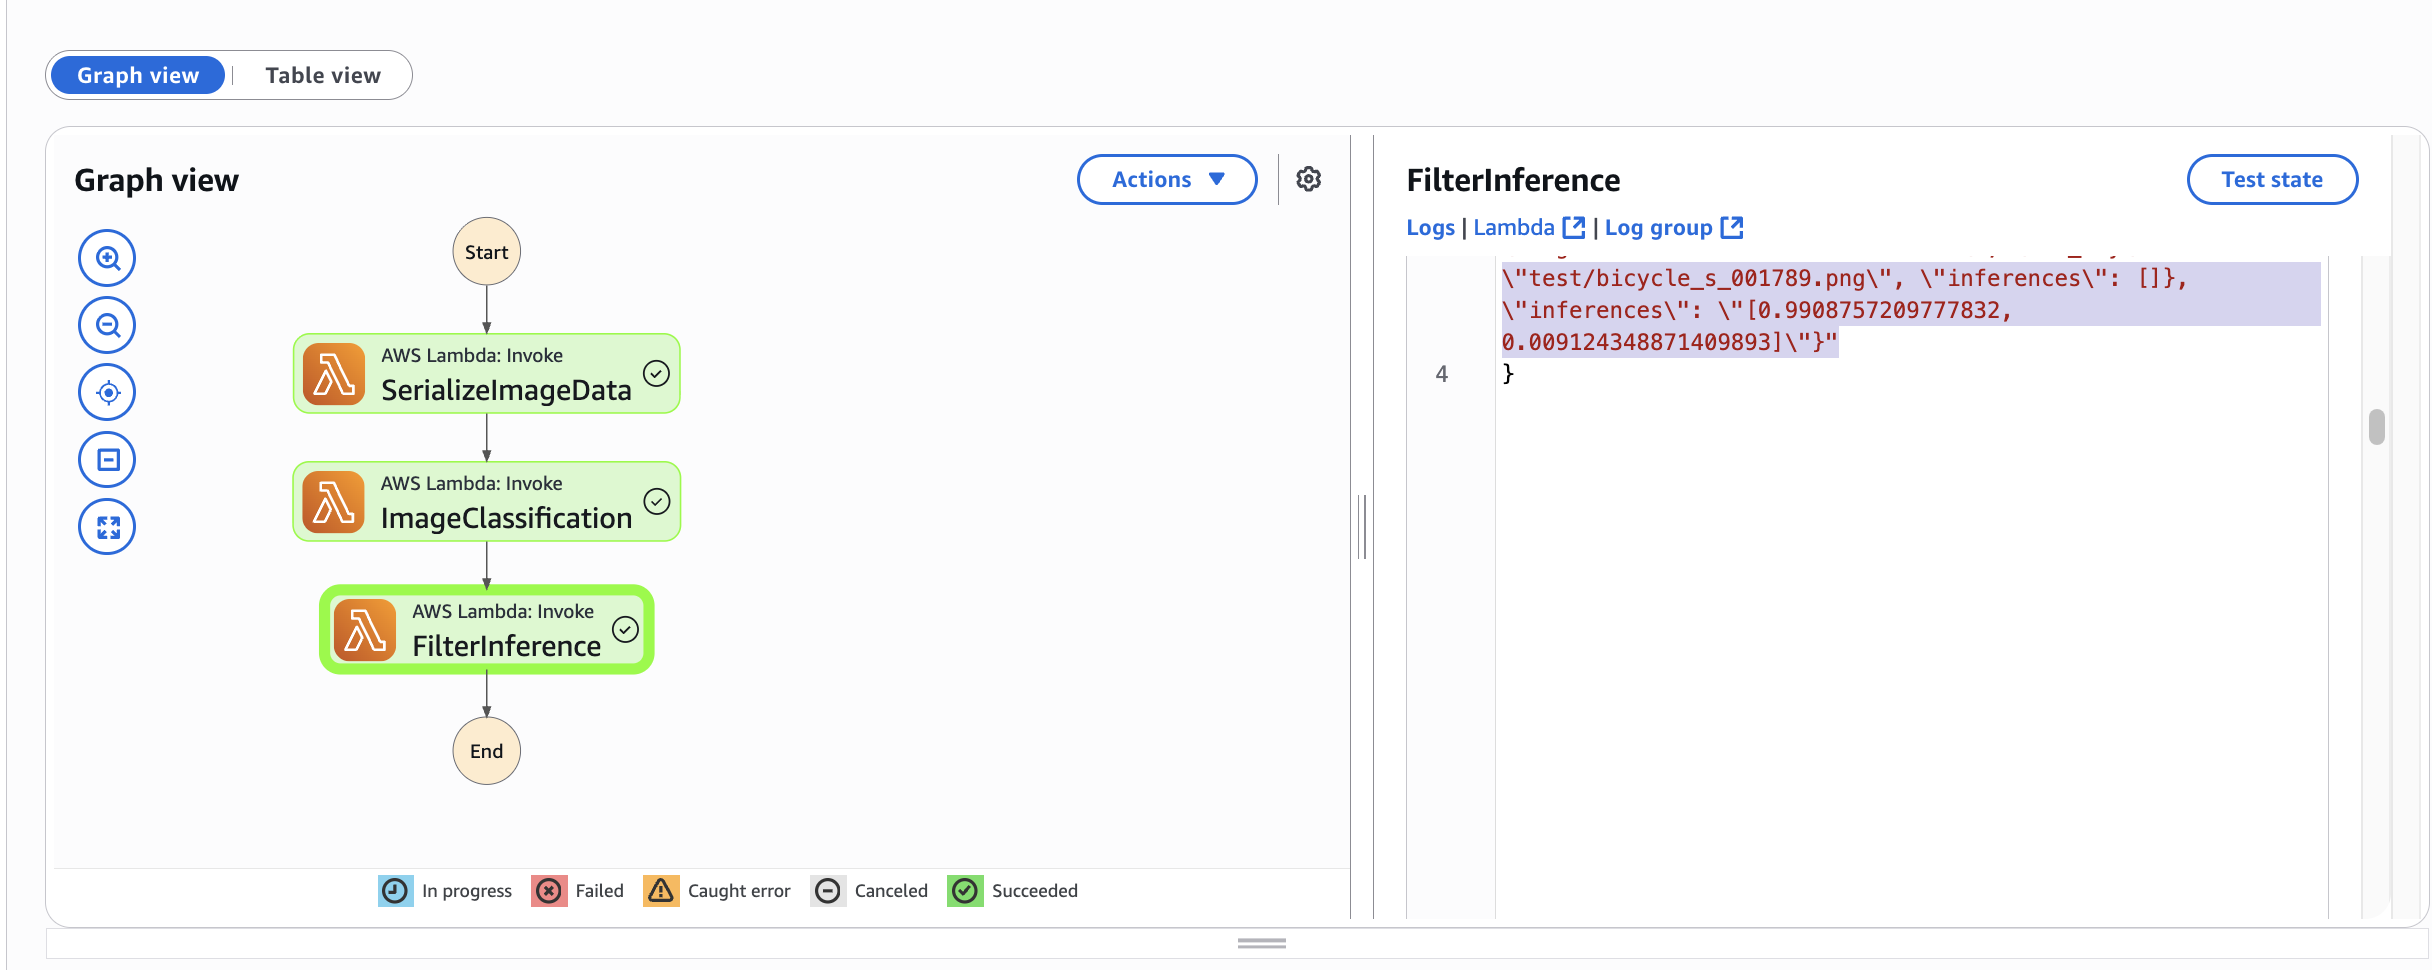 Graph view | Table view
Graph view
Actions
Start
AWS Lambda: Invoke
SerializeImageData
AWS Lambda: Invoke
ImageClassification
AWS Lambda: Invoke
FilterInference
End
In progress
Failed
Caught error
Canceled
Succeeded
FilterInference
Test state
Logs | Lambda | Log group
\"test/bicycle_s_001789.png\", \"inferences\": []},
\"inferences\": \"[0.9908757209777832,
0.009124348871409893]\"}"
4 }